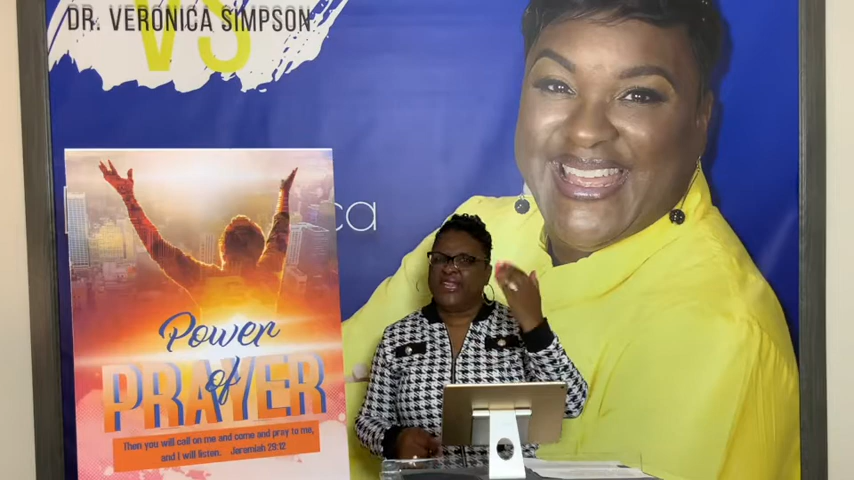 DR. VERONICA SIMPSON
VS
ca
Power
of
PRAYER
Then you will call on me and come and pray to me,
and I will listen. Jeremiah 29:12